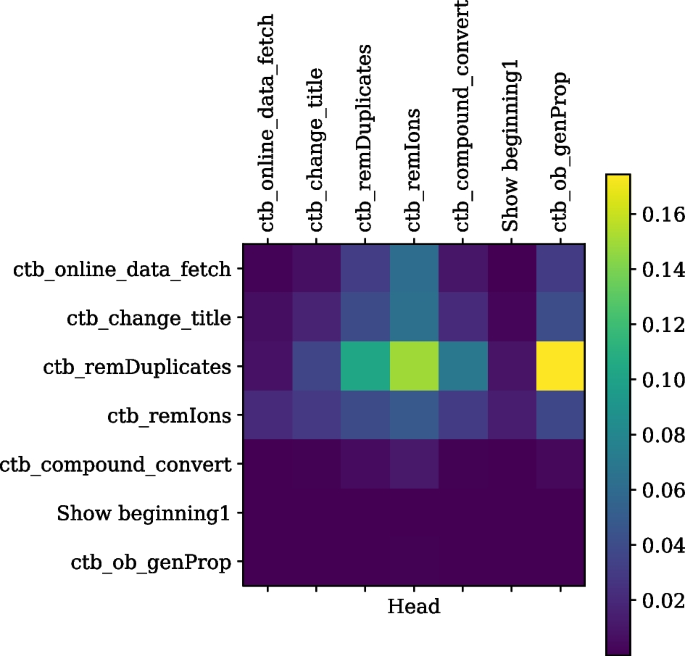 ctb_online_data_fetch
ctb_change_title
ctb_remDuplicates
ctb_remIons
ctb_compound_convert
Show beginning1
ctb_ob_genProp
ctb_online_data_fetch
ctb_change_title
ctb_remDuplicates
ctb_remIons
ctb_compound_convert
Show beginning1
ctb_ob_genProp
Head
0.16
0.14
0.12
0.10
0.08
0.06
0.04
0.02